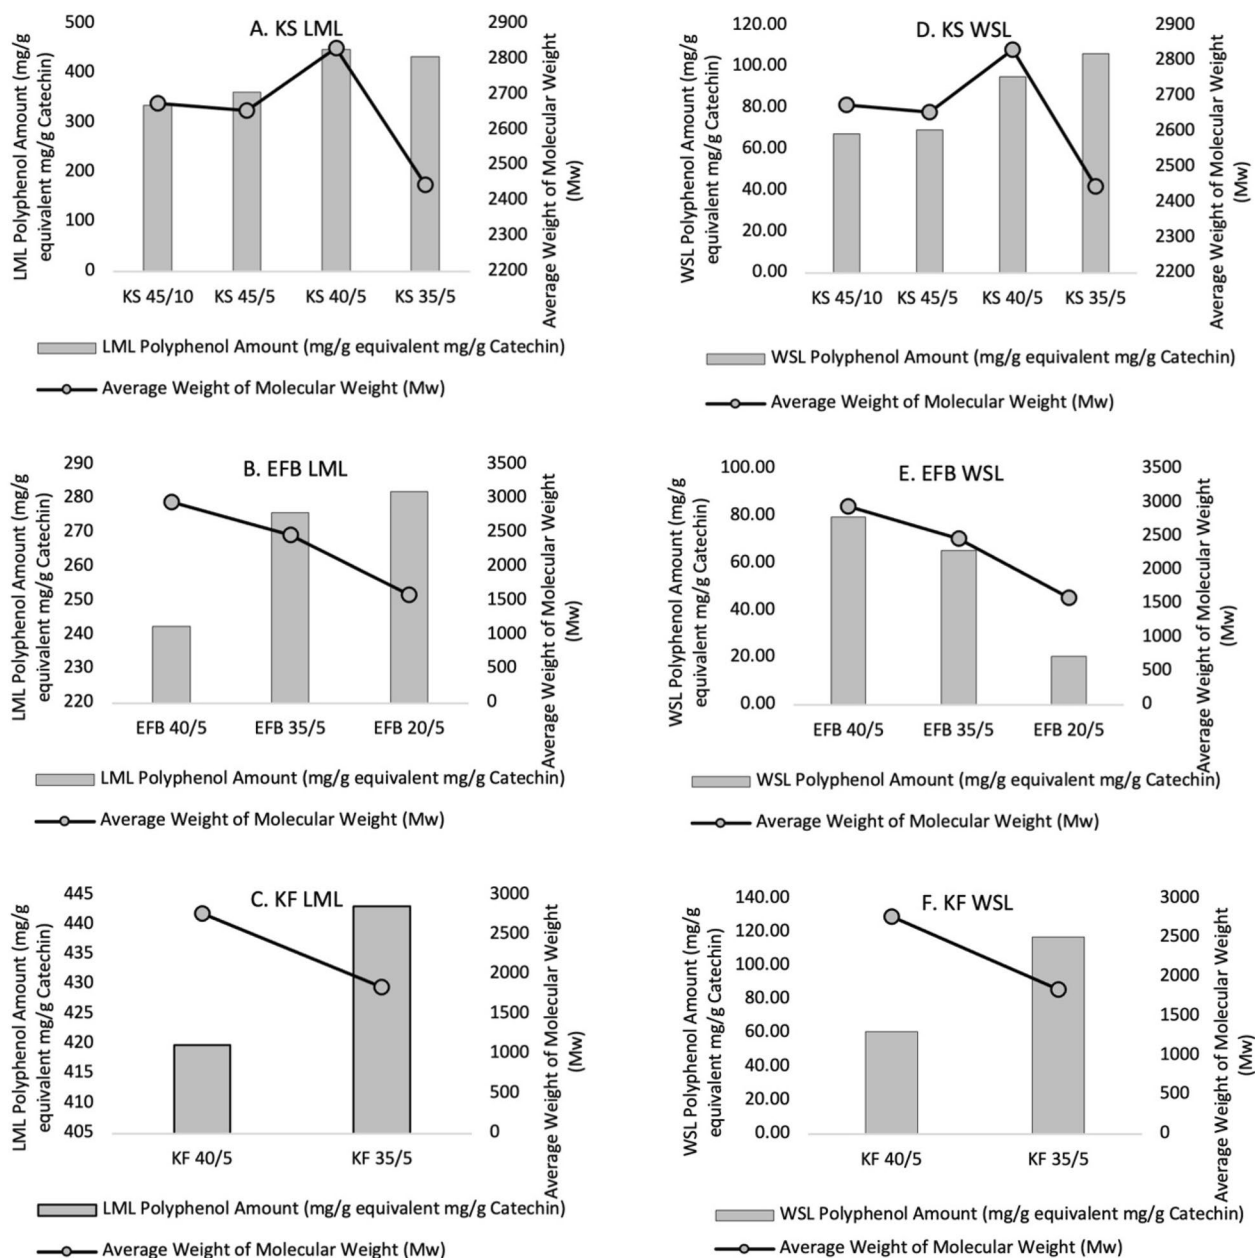 A. KS LML
LML Polyphenol Amount (mg/g
equivalent mg/g Catechin)
500
400
300
200
100
0
2900
2800
2700
2600
2500
2400
2300
2200
Average Weight of Molecular Weight
(Mw)
KS 45/10 KS 45/5 KS 40/5 KS 35/5
LML Polyphenol Amount (mg/g equivalent mg/g Catechin)
Average Weight of Molecular Weight (Mw)
D. KS WSL
WSL Polyphenol Amount (mg/g
equivalent mg/g Catechin)
120.00
100.00
80.00
60.00
40.00
20.00
0.00
2900
2800
2700
2600
2500
2400
2300
2200
Average Weight of Molecular Weight
(Mw)
KS 45/10 KS 45/5 KS 40/5 KS 35/5
WSL Polyphenol Amount (mg/g equivalent mg/g Catechin)
Average Weight of Molecular Weight (Mw)
B. EFB LML
LML Polyphenol Amount (mg/g
equivalent mg/g Catechin)
290
280
270
260
250
240
230
220
3500
3000
2500
2000
1500
1000
500
0
Average Weight of Molecular Weight
(Mw)
EFB 40/5 EFB 35/5 EFB 20/5
LML Polyphenol Amount (mg/g equivalent mg/g Catechin)
Average Weight of Molecular Weight (Mw)
E. EFB WSL
WSL Polyphenol Amount (mg/g
equivalent mg/g Catechin)
100.00
80.00
60.00
40.00
20.00
0.00
3500
3000
2500
2000
1500
1000
500
0
Average Weight of Molecular Weight
(Mw)
EFB 40/5 EFB 35/5 EFB 20/5
WSL Polyphenol Amount (mg/g equivalent mg/g Catechin)
Average Weight of Molecular Weight (Mw)
C. KF LML
LML Polyphenol Amount (mg/g
equivalent mg/g Catechin)
445
440
435
430
425
420
415
410
405
3000
2500
2000
1500
1000
500
0
Average Weight of Molecular Weight
(Mw)
KF 40/5 KF 35/5
LML Polyphenol Amount (mg/g equivalent mg/g Catechin)
Average Weight of Molecular Weight (Mw)
F. KF WSL
WSL Polyphenol Amount (mg/g
equivalent mg/g Catechin)
140.00
120.00
100.00
80.00
60.00
40.00
20.00
0.00
3000
2500
2000
1500
1000
500
0
Average Weight of Molecular Weight
(Mw)
KF 40/5 KF 35/5
WSL Polyphenol Amount (mg/g equivalent mg/g Catechin)
Average Weight of Molecular Weight (Mw)